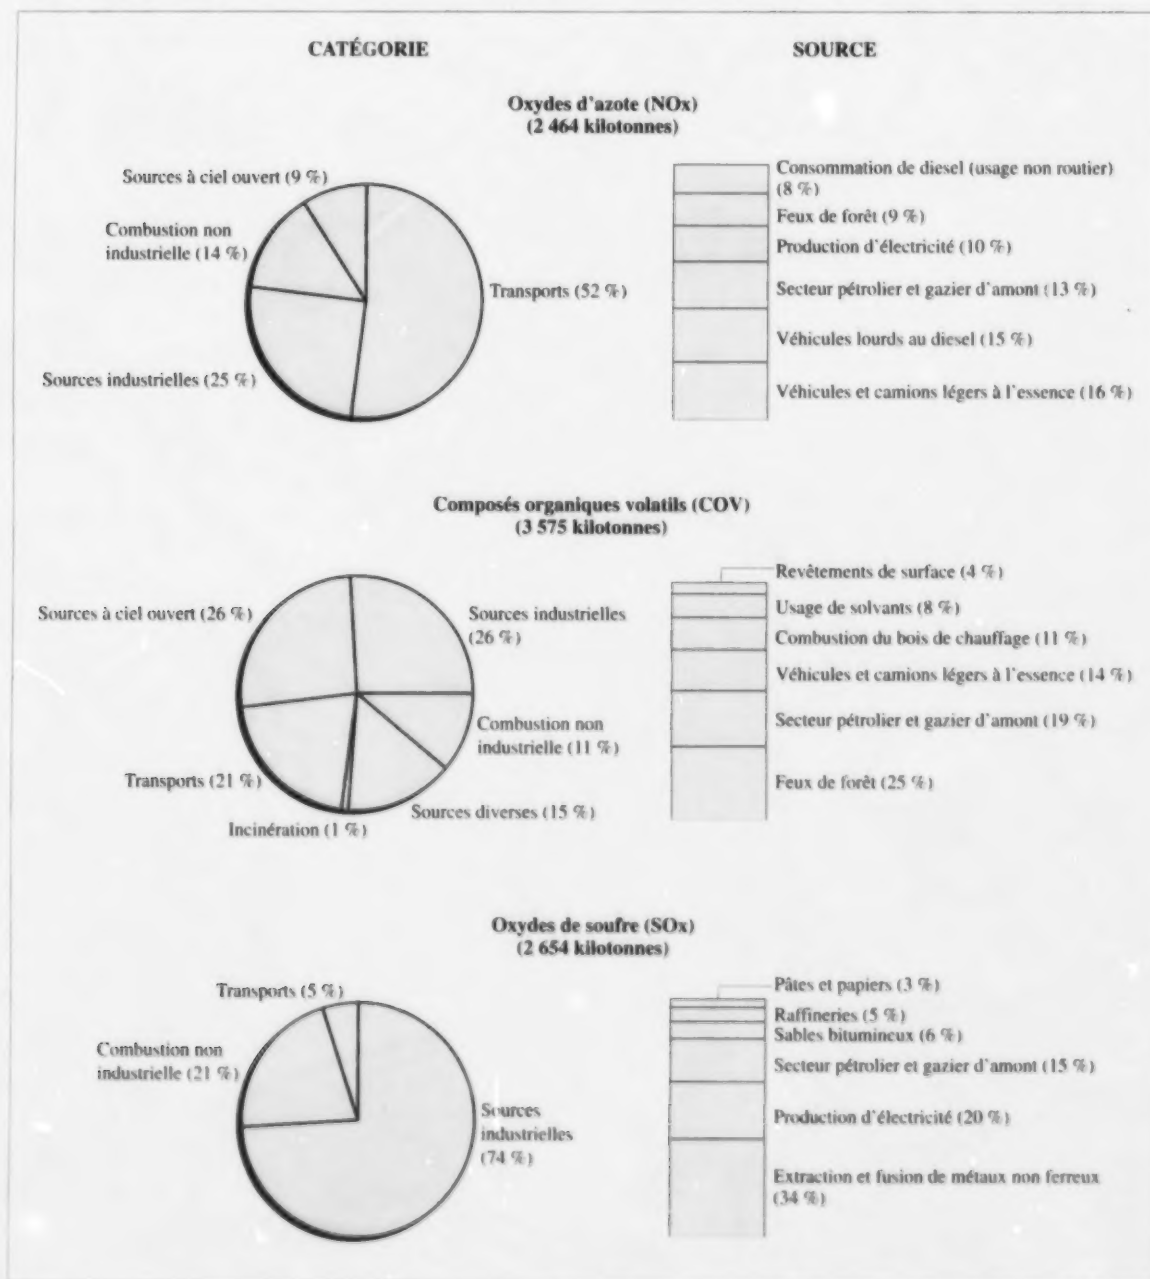 CATÉGORIE
SOURCE
Oxydes d'azote (NOx)
(2 464 kilotonnes)
Sources à ciel ouvert (9 %)
Combustion non
industrielle (14 %)
Sources industrielles (25 %)
Transports (52 %)
Consommation de diesel (usage non routier)
(8 %)
Feux de forêt (9 %)
Production d'électricité (10 %)
Secteur pétrolier et gazier d'amont (13 %)
Véhicules lourds au diesel (15 %)
Véhicules et camions légers à l'essence (16 %)
Composés organiques volatils (COV)
(3 575 kilotonnes)
Sources à ciel ouvert (26 %)
Sources industrielles
(26 %)
Combustion non
industrielle (11 %)
Transports (21 %)
Sources diverses (15 %)
Incinération (1 %)
Revêtements de surface (4 %)
Usage de solvants (8 %)
Combustion du bois de chauffage (11 %)
Véhicules et camions légers à l'essence (14 %)
Secteur pétrolier et gazier d'amont (19 %)
Feux de forêt (25 %)
Oxydes de soufre (SOx)
(2 654 kilotonnes)
Transports (5 %)
Combustion non
industrielle (21 %)
Sources
industrielles
(74 %)
Pâtes et papiers (3 %)
Raffineries (5 %)
Sables bitumineux (6 %)
Secteur pétrolier et gazier d'amont (15 %)
Production d'électricité (20 %)
Extraction et fusion de métaux non ferreux
(34 %)